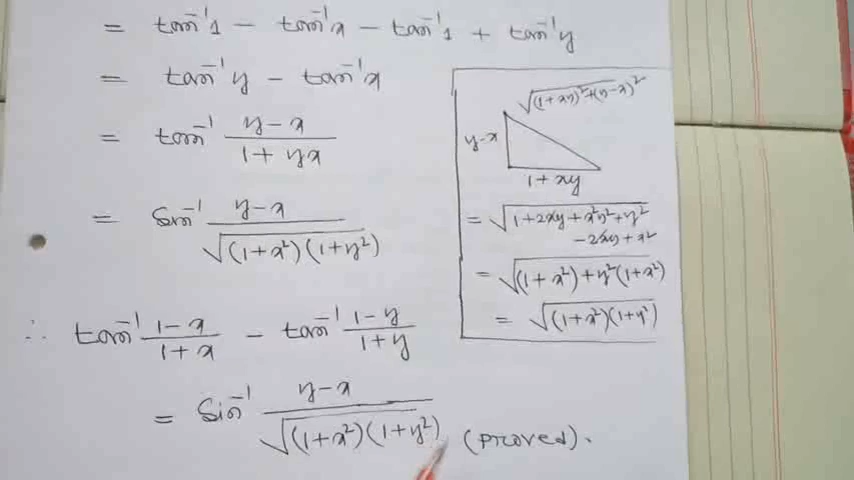 = tan⁻¹1 − tan⁻¹x − tan⁻¹1 + tan⁻¹y
= tan⁻¹y − tan⁻¹x
= tan⁻¹ (y−x)/(1+yx)
= Sin⁻¹ (y−x)/√((1+x²)(1+y²))
∴ tan⁻¹ (1−x)/(1+x) − tan⁻¹ (1−y)/(1+y)
= Sin⁻¹ (y−x)/√((1+x²)(1+y²)) (proved).
√((1+xy)²+(y−x)²)
y−x
1+xy
= √(1+2xy+x²y²+y²
−2xy+x²
= √((1+x²)+y²(1+x²)
= √((1+x²)(1+y²)